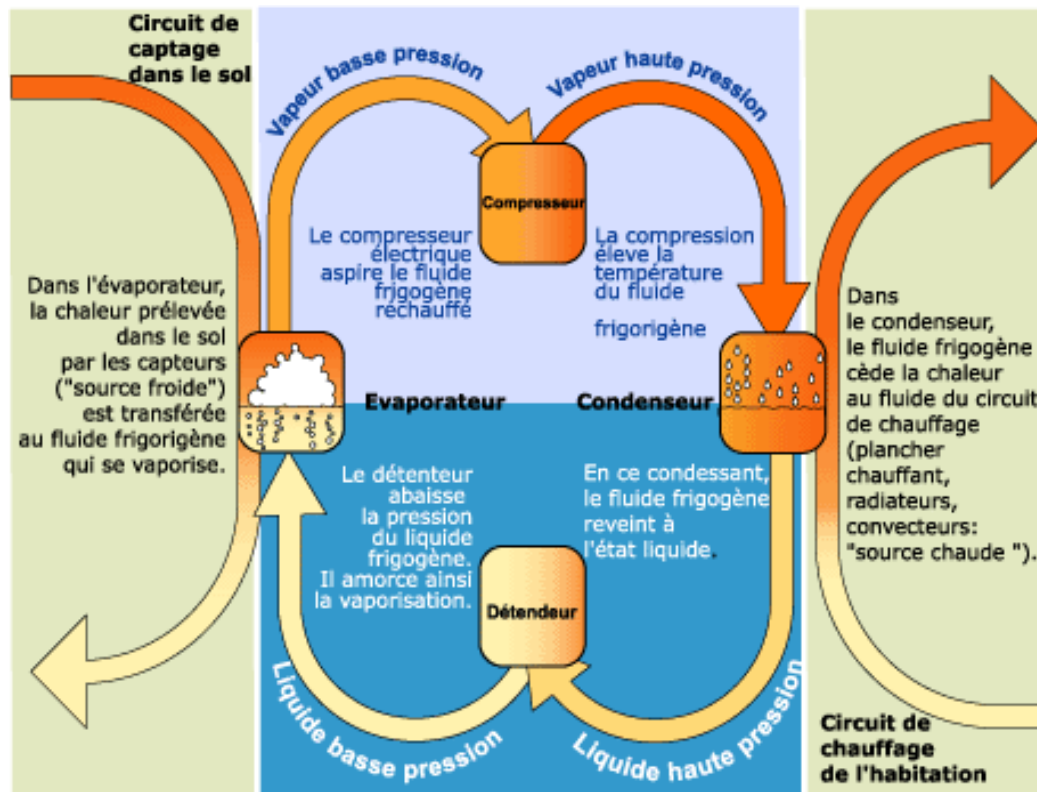 Circuit de
captage
dans le sol
Vapeur basse pression
Vapeur haute pression
Compresseur
Le compresseur
électrique
aspire le fluide
frigogène
réchauffé
La compression
éleve la
température
du fluide
frigorigène
Dans l'évaporateur,
la chaleur prélevée
dans le sol
par les capteurs
("source froide")
est transférée
au fluide frigorigène
qui se vaporise.
Evaporateur
Condenseur
Dans
le condenseur,
le fluide frigogène
cède la chaleur
au fluide du circuit
de chauffage
(plancher
chauffant,
radiateurs,
convecteurs:
"source chaude ").
Le détenteur
abaisse
la pression
du liquide
frigogène.
Il amorce ainsi
la vaporisation.
En ce condessant,
le fluide frigogène
reveint à
l'état liquide.
Détendeur
Liquide basse pression
Liquide haute pression
Circuit de
chauffage
de l'habitation